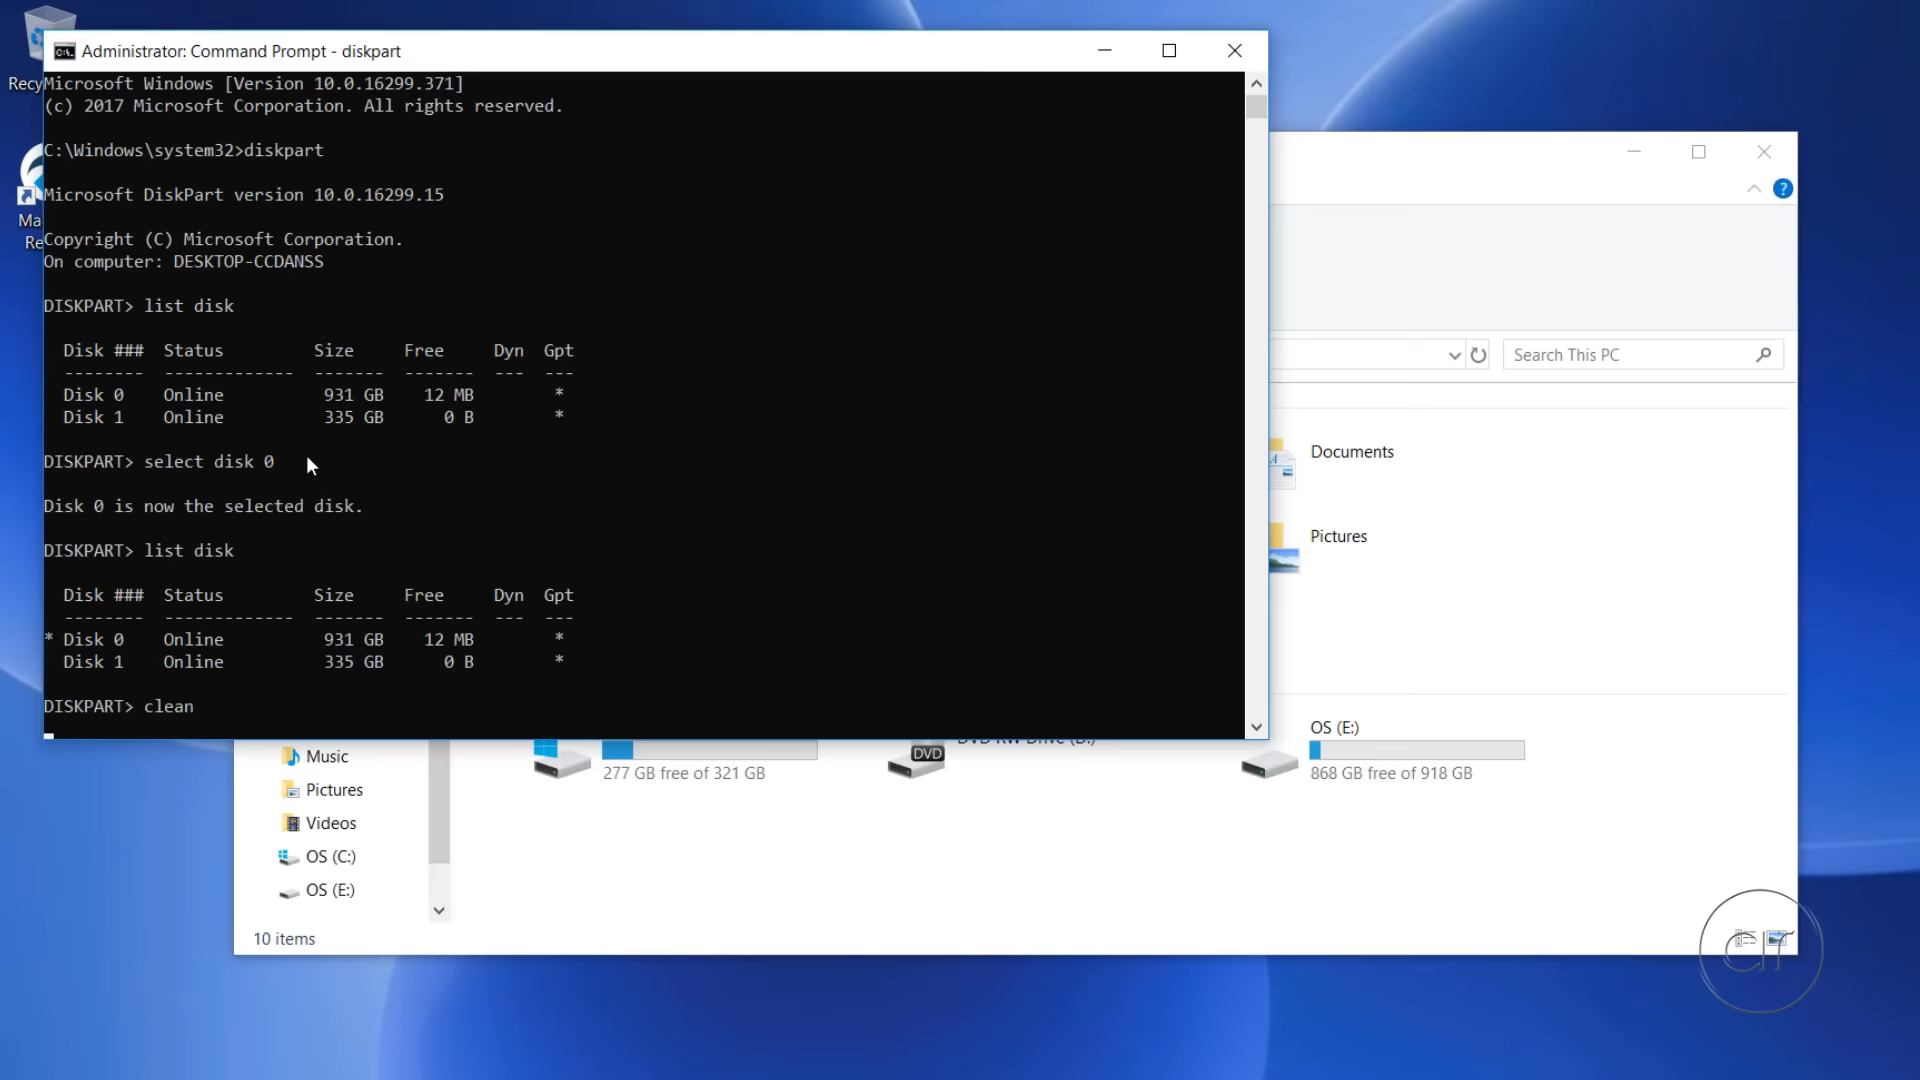 Administrator: Command Prompt - diskpart
Recy
Microsoft Windows [Version 10.0.16299.371]
(c) 2017 Microsoft Corporation. All rights reserved.
C:\Windows\system32>diskpart
Microsoft DiskPart version 10.0.16299.15
Ma
Re
Copyright (C) Microsoft Corporation.
On computer: DESKTOP-CCDANSS
DISKPART> list disk
Disk ### Status Size Free Dyn Gpt
-------- ------------- ------- ------- --- ---
Disk 0 Online 931 GB 12 MB *
Disk 1 Online 335 GB 0 B *
DISKPART> select disk 0
Disk 0 is now the selected disk.
DISKPART> list disk
Disk ### Status Size Free Dyn Gpt
-------- ------------- ------- ------- --- ---
* Disk 0 Online 931 GB 12 MB *
Disk 1 Online 335 GB 0 B *
DISKPART> clean
?
Search This PC
Documents
Pictures
DVD RW Drive (D:)
OS (E:)
277 GB free of 321 GB
DVD
868 GB free of 918 GB
Music
Pictures
Videos
OS (C:)
OS (E:)
10 items